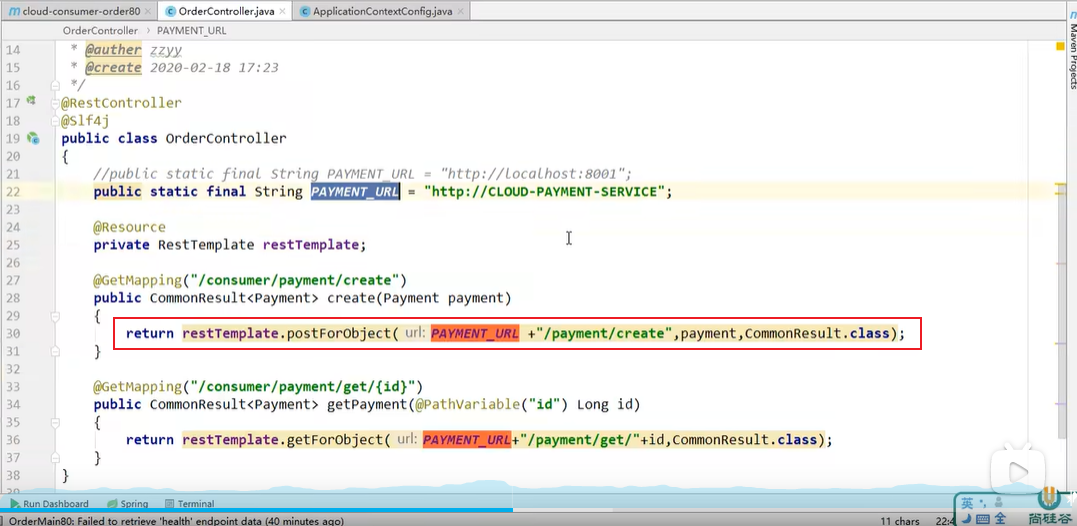 cloud-consumer-order80 × OrderController.java × ApplicationContextConfig.java ×
OrderController › PAYMENT_URL
Maven Projects
14 * @auther zzyy
15 * @create 2020-02-18 17:23
16 */
17 @RestController
18 @Slf4j
19 public class OrderController
20 {
21 //public static final String PAYMENT_URL = "http://localhost:8001";
22 public static final String PAYMENT_URL = "http://CLOUD-PAYMENT-SERVICE";
23
24 @Resource
25 private RestTemplate restTemplate;
26
27 @GetMapping("/consumer/payment/create")
28 public CommonResult<Payment> create(Payment payment)
29 {
30 return restTemplate.postForObject( url: PAYMENT_URL +"/payment/create",payment,CommonResult.class);
31 }
32
33 @GetMapping("/consumer/payment/get/{id}")
34 public CommonResult<Payment> getPayment(@PathVariable("id") Long id)
35 {
36 return restTemplate.getForObject( url: PAYMENT_URL+"/payment/get/"+id,CommonResult.class);
37 }
38 }
Run Dashboard Spring Terminal
OrderMain80: Failed to retrieve 'health' endpoint data (40 minutes ago) 11 chars 22:4
英
全
尚硅谷